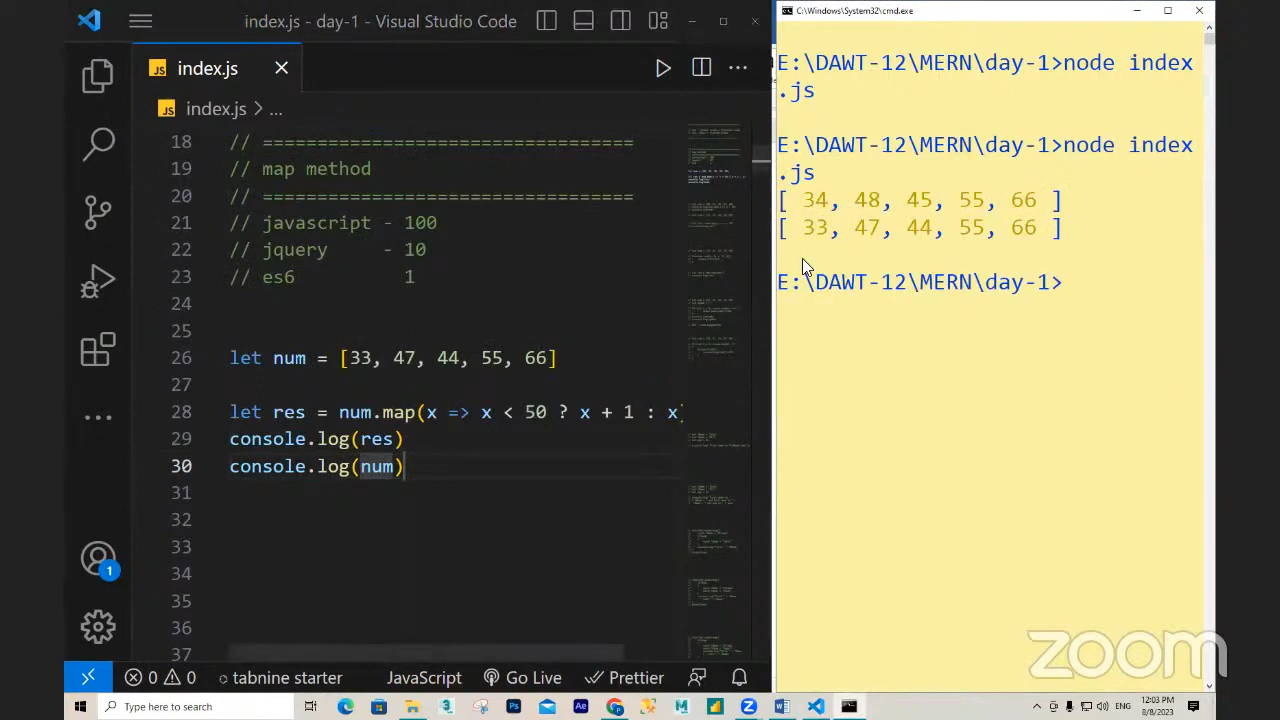 index.js - day-1 - Visual Studio Code
index.js
index.js > ...
18 // ==================================
19 // map method
20 // ==================================
21 // javascript - 100
22 // jquery     - 10
23 // es6          1
24
25
26 let num = [33, 47, 44, 55, 66]
27
28 let res = num.map(x => x < 50 ? x + 1 : x
29 console.log(res)
30 console.log(num)
31
32
33
34
35
36
37
1
0 0 tabnine starter JavaScript Go Live Prettier
C:\Windows\System32\cmd.exe
E:\DAWT-12\MERN\day-1>node index
.js
E:\DAWT-12\MERN\day-1>node index
.js
[ 34, 48, 45, 55, 66 ]
[ 33, 47, 44, 55, 66 ]
E:\DAWT-12\MERN\day-1>
zoom
Type here to search
ENG
12:03 PM
8/8/2023